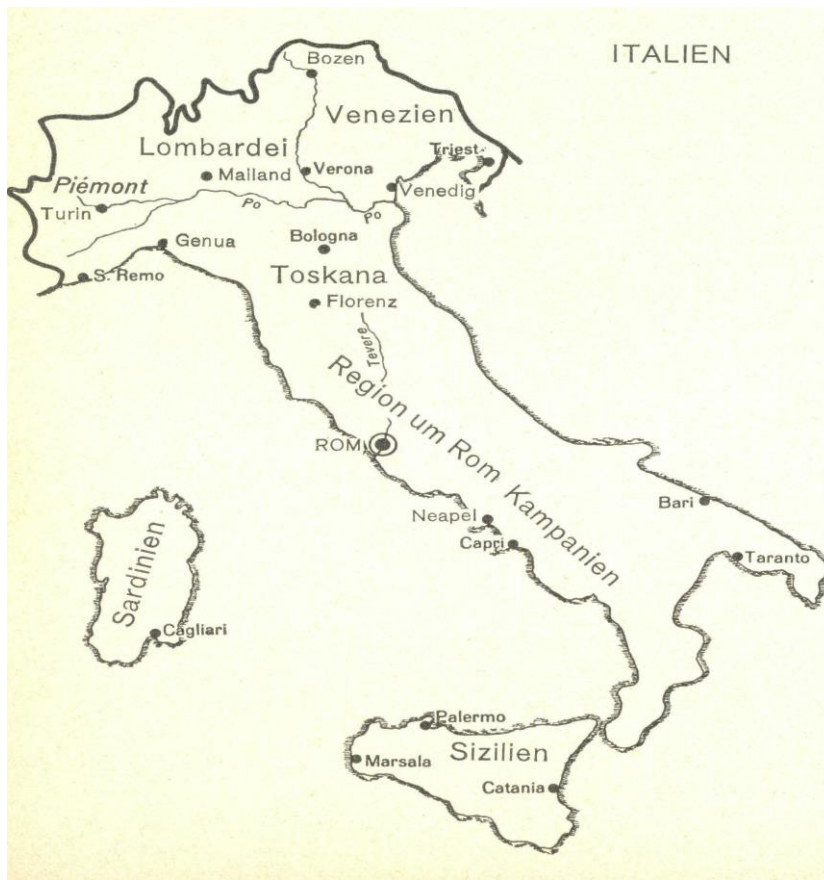 ITALIEN
Bozen
Venezien
Lombardei
Triest
Verona
Mailand
Venedig
Piémont
Turin
Po
Po
Genua
Bologna
S. Remo
Toskana
Florenz
Tevere
Region um Rom
ROM
Kampanien
Bari
Neapel
Capri
Taranto
Sardinien
Cagliari
Palermo
Sizilien
Marsala
Catania